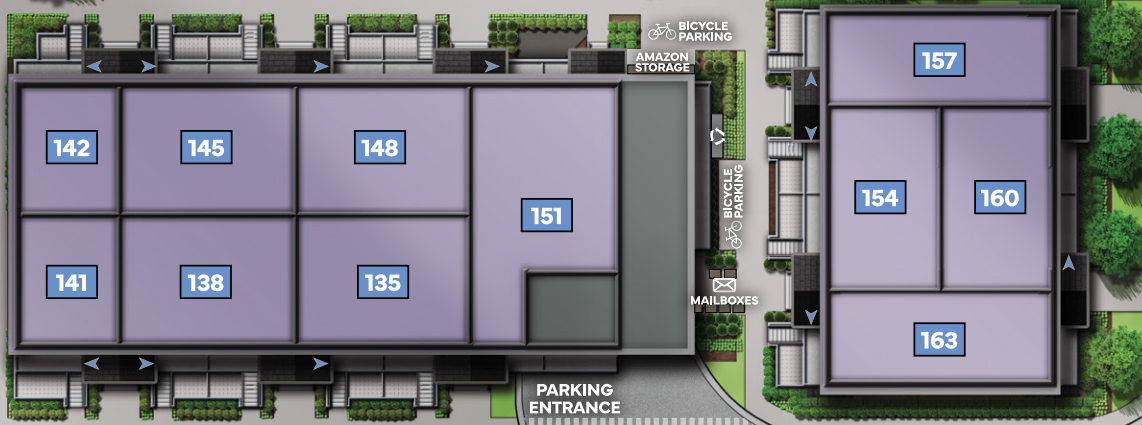 BICYCLE
PARKING
AMAZON
STORAGE
157
142
145
148
151
154
160
BICYCLE
PARKING
141
138
135
MAILBOXES
163
PARKING
ENTRANCE